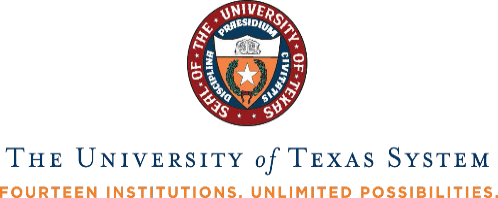 SEAL OF THE UNIVERSITY OF TEXAS
DISCIPLINA PRAESIDIUM CIVITATIS
THE UNIVERSITY of TEXAS SYSTEM
FOURTEEN INSTITUTIONS. UNLIMITED POSSIBILITIES.